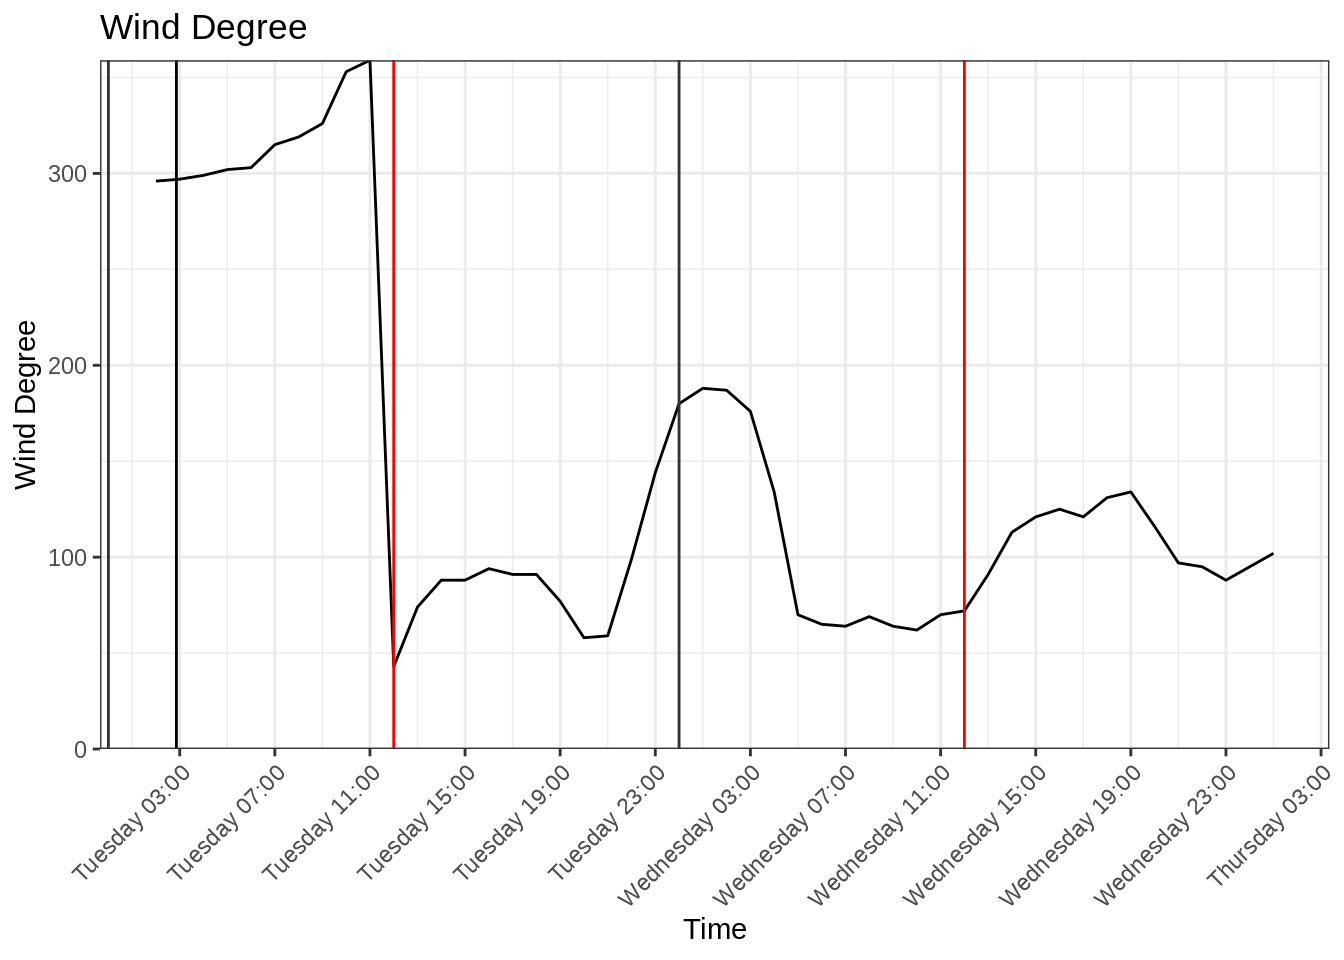 Wind Degree
Wind Degree
300
200
100
0
Tuesday 03:00
Tuesday 07:00
Tuesday 11:00
Tuesday 15:00
Tuesday 19:00
Tuesday 23:00
Wednesday 03:00
Wednesday 07:00
Wednesday 11:00
Wednesday 15:00
Wednesday 19:00
Wednesday 23:00
Thursday 03:00
Time